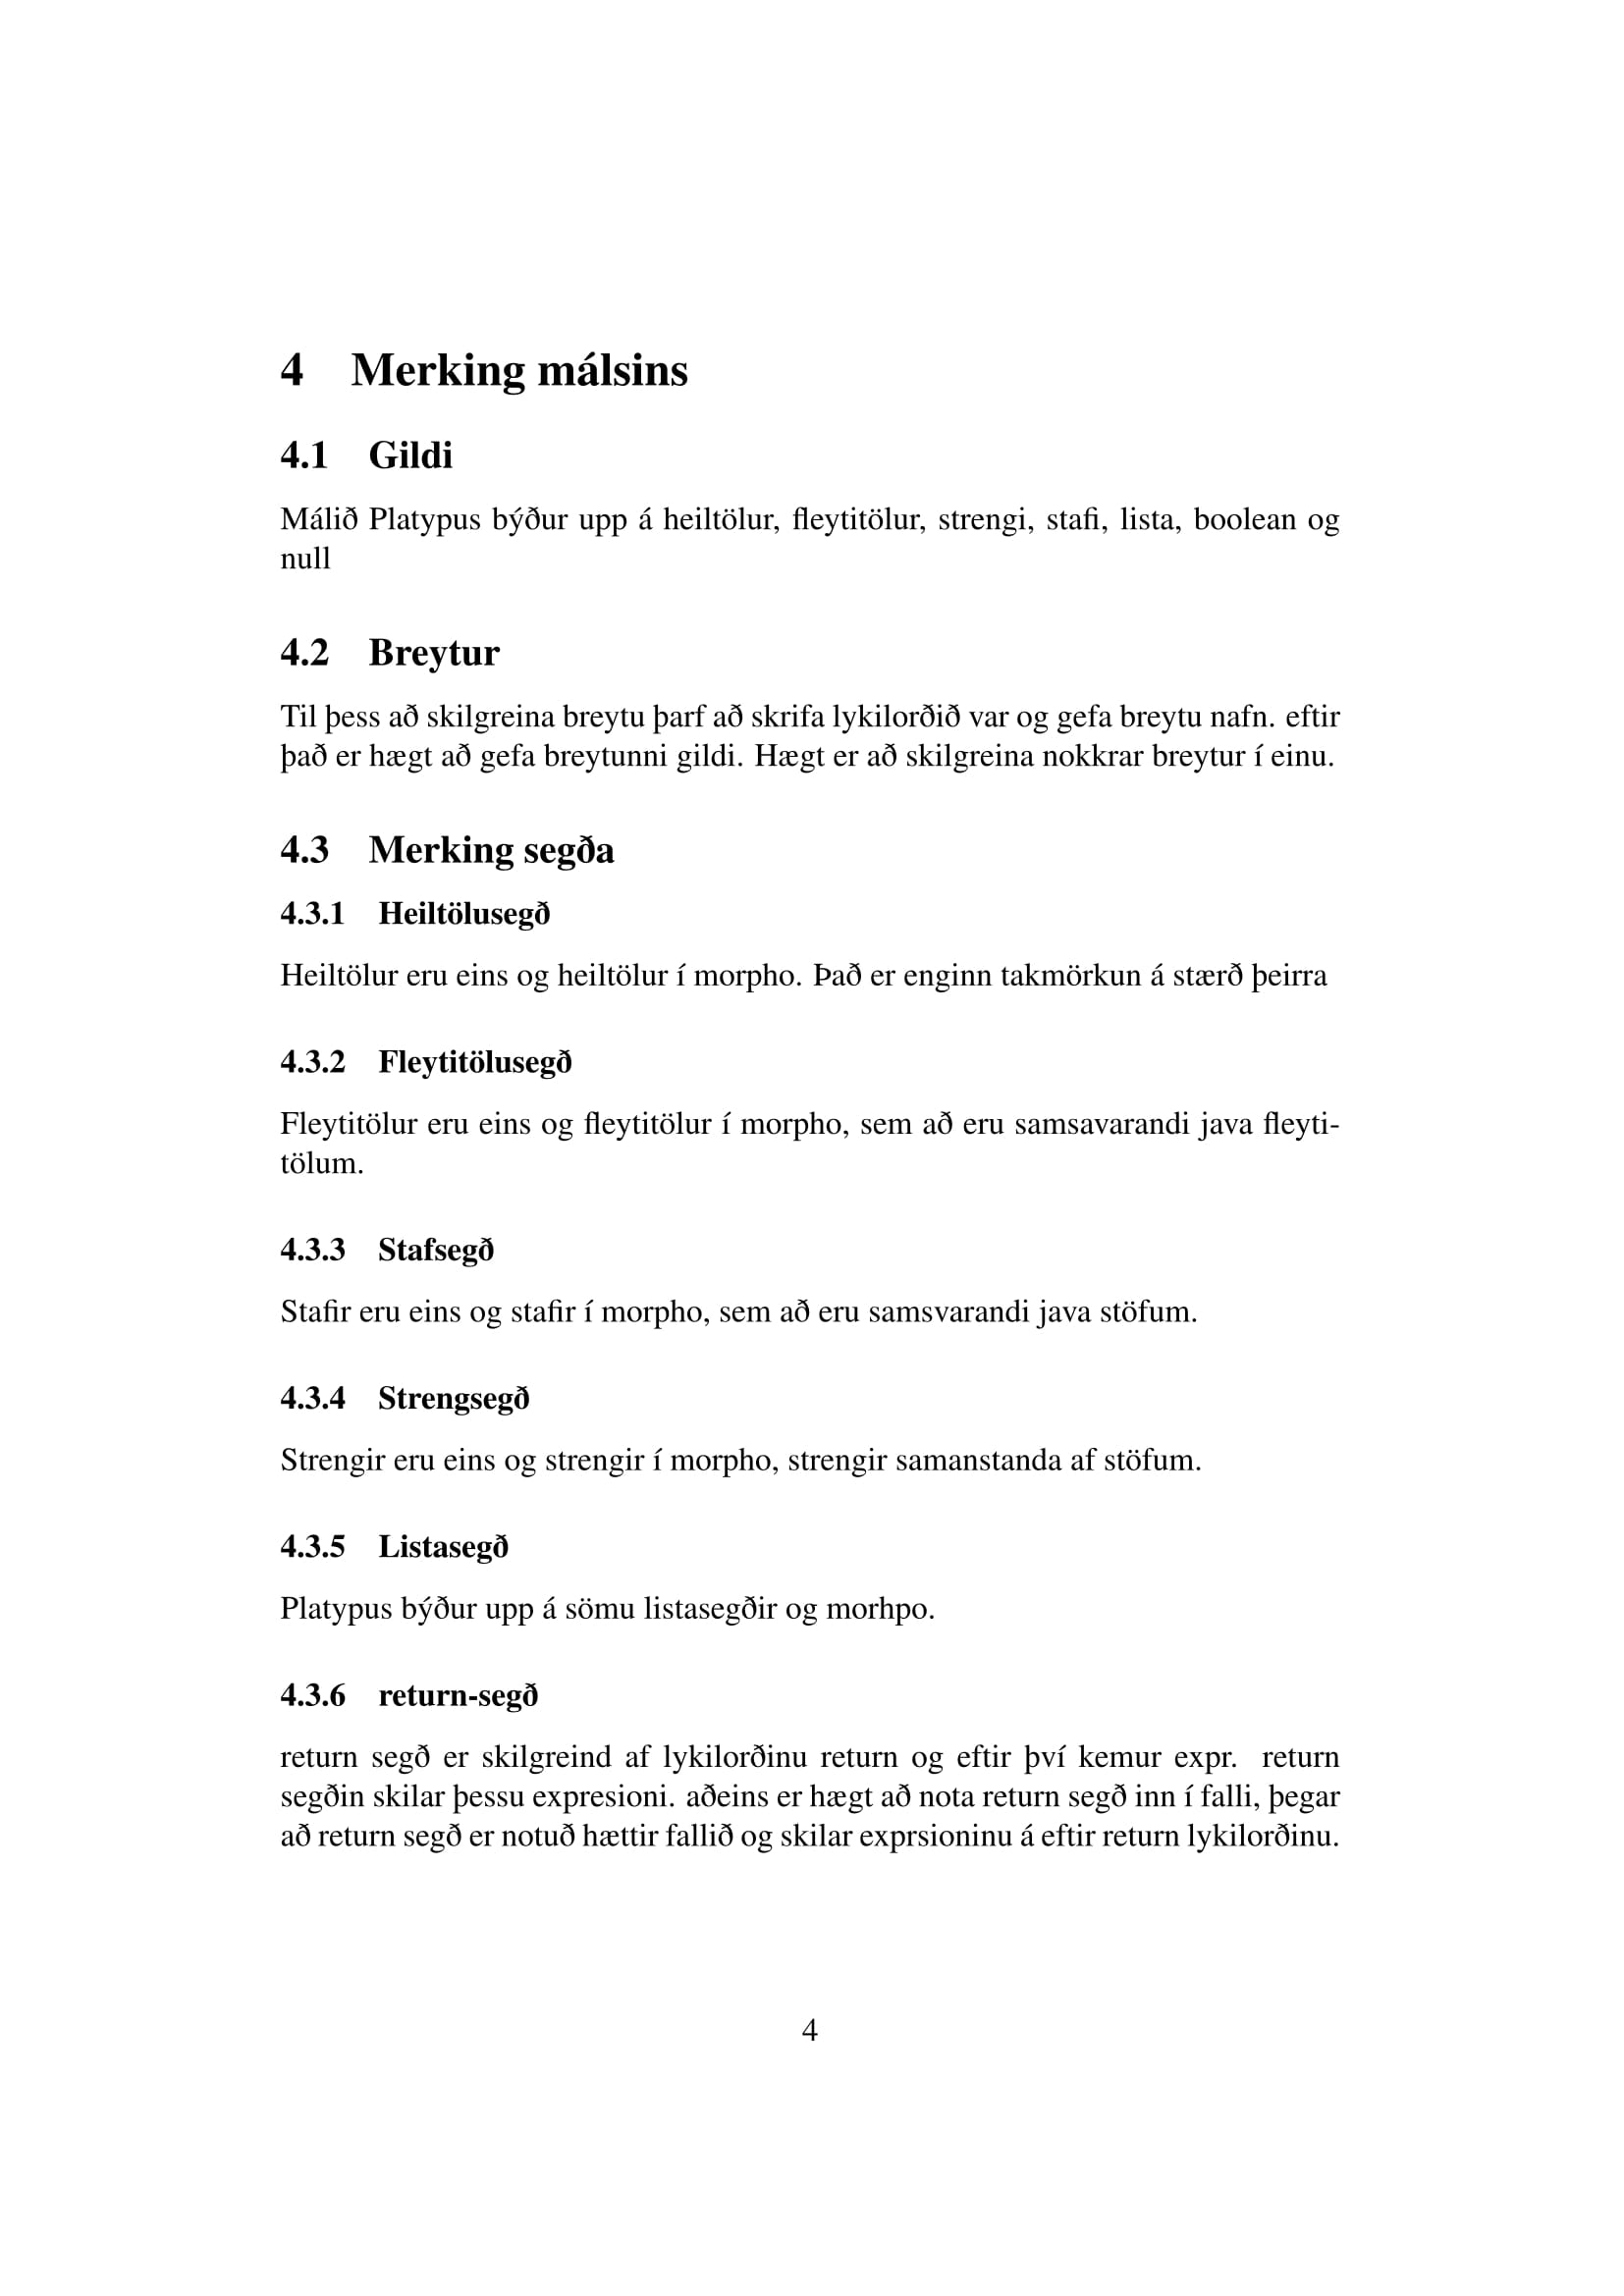 4 Merking málsins
4.1 Gildi
Málið Platypus býður upp á heiltölur, fleytitölur, strengi, stafi, lista, boolean og
null
4.2 Breytur
Til þess að skilgreina breytu þarf að skrifa lykilorðið var og gefa breytu nafn. eftir
það er hægt að gefa breytunni gildi. Hægt er að skilgreina nokkrar breytur í einu.
4.3 Merking segða
4.3.1 Heiltölusegð
Heiltölur eru eins og heiltölur í morpho. Það er enginn takmörkun á stærð þeirra
4.3.2 Fleytitölusegð
Fleytitölur eru eins og fleytitölur í morpho, sem að eru samsavarandi java fleyti-
tölum.
4.3.3 Stafsegð
Stafir eru eins og stafir í morpho, sem að eru samsvarandi java stöfum.
4.3.4 Strengsegð
Strengir eru eins og strengir í morpho, strengir samanstanda af stöfum.
4.3.5 Listasegð
Platypus býður upp á sömu listasegðir og morhpo.
4.3.6 return-segð
return segð er skilgreind af lykilorðinu return og eftir því kemur expr. return
segðin skilar þessu expresioni. aðeins er hægt að nota return segð inn í falli, þegar
að return segð er notuð hættir fallið og skilar exprsioninu á eftir return lykilorðinu.
4